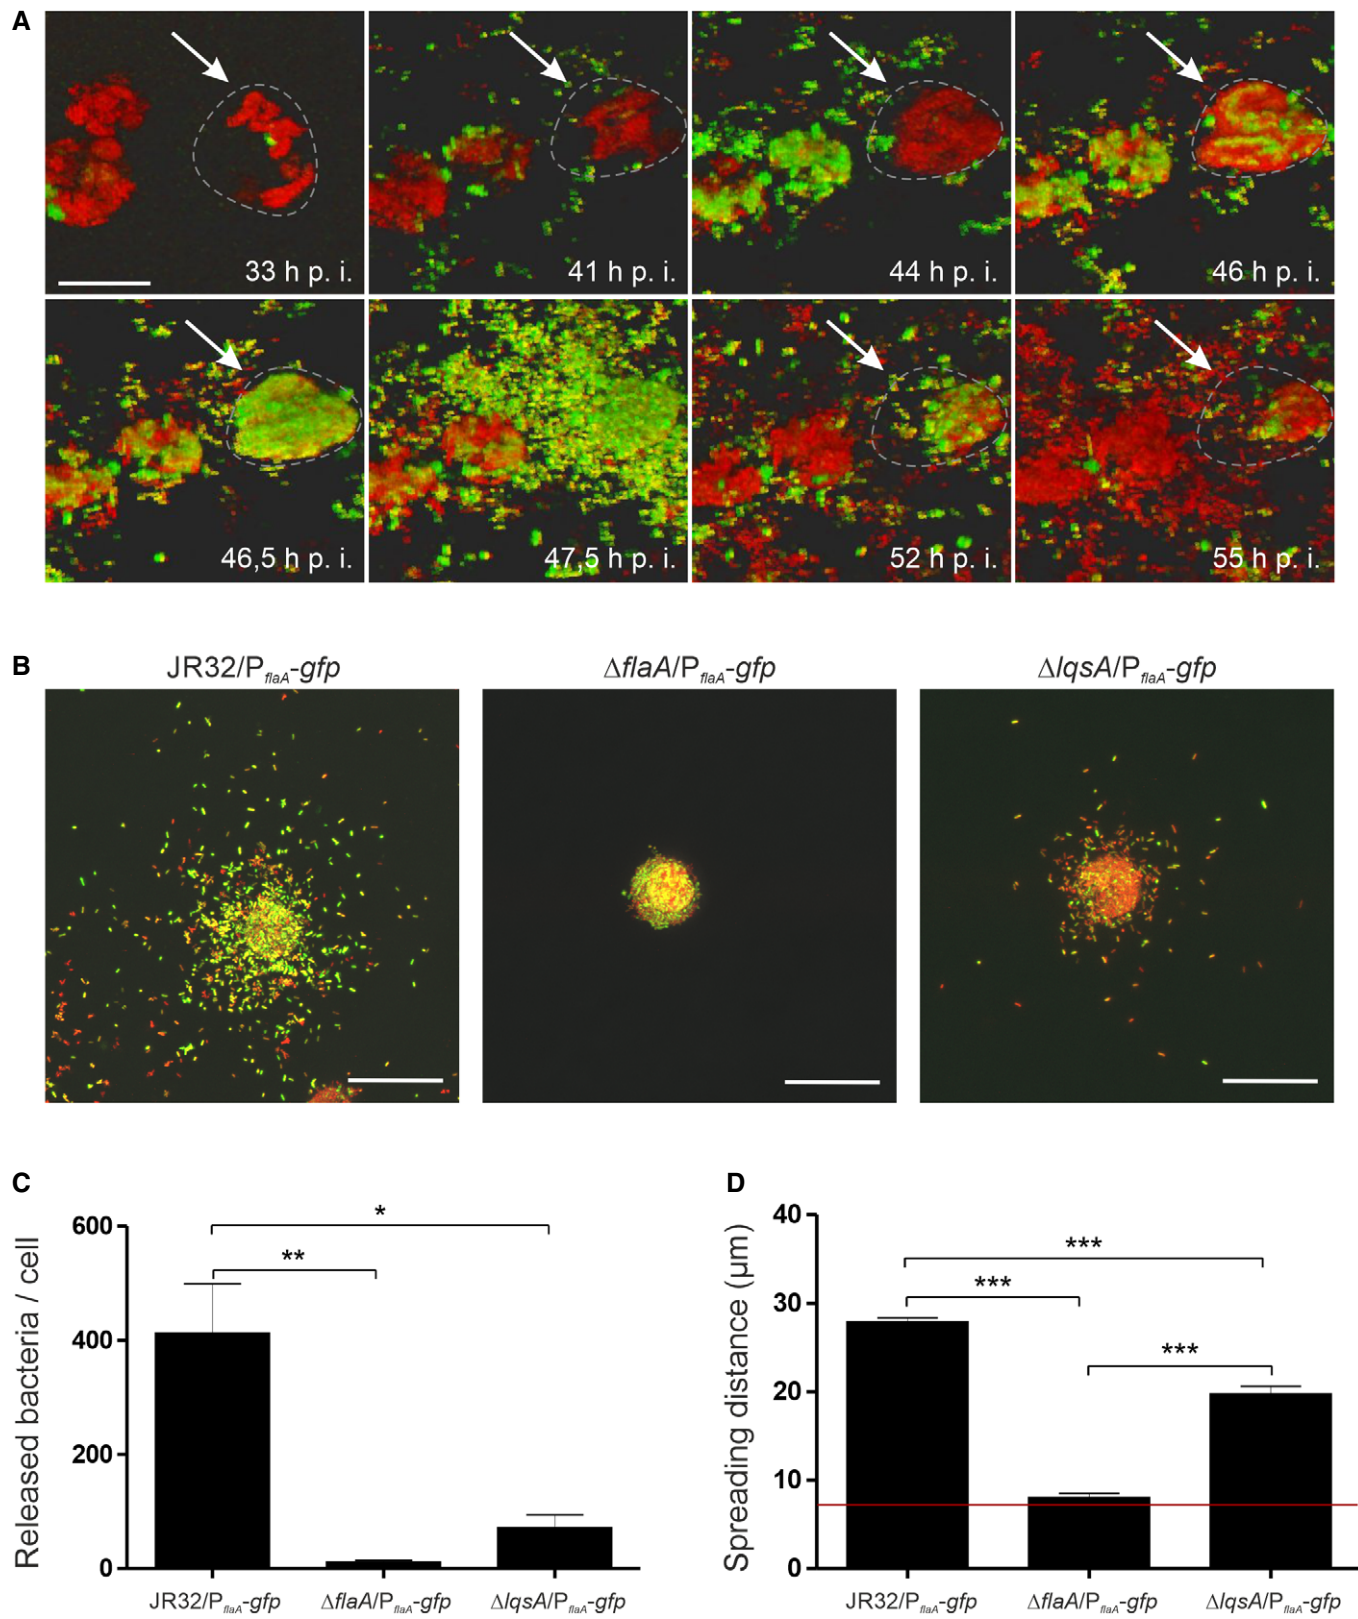 A
33 h p. i.
41 h p. i.
44 h p. i.
46 h p. i.
46,5 h p. i.
47,5 h p. i.
52 h p. i.
55 h p. i.
B
JR32/PflaA-gfp
ΔflaA/PflaA-gfp
ΔlqsA/PflaA-gfp
C
Released bacteria / cell
600
400
200
0
*
**
JR32/PflaA-gfp
ΔflaA/PflaA-gfp
ΔlqsA/PflaA-gfp
D
Spreading distance (µm)
40
30
20
10
0
***
***
***
JR32/PflaA-gfp
ΔflaA/PflaA-gfp
ΔlqsA/PflaA-gfp